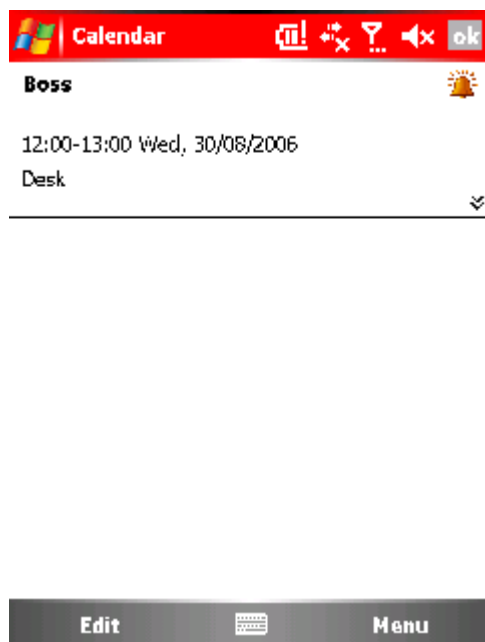 Calendar
ok
Boss
12:00-13:00 Wed, 30/08/2006
Desk
Edit
Menu